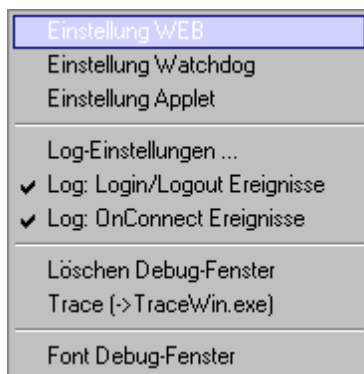 Einstellung WEB
Einstellung Watchdog
Einstellung Applet
Log-Einstellungen ...
Log: Login/Logout Ereignisse
Log: OnConnect Ereignisse
Löschen Debug-Fenster
Trace (->TraceWin.exe)
Font Debug-Fenster